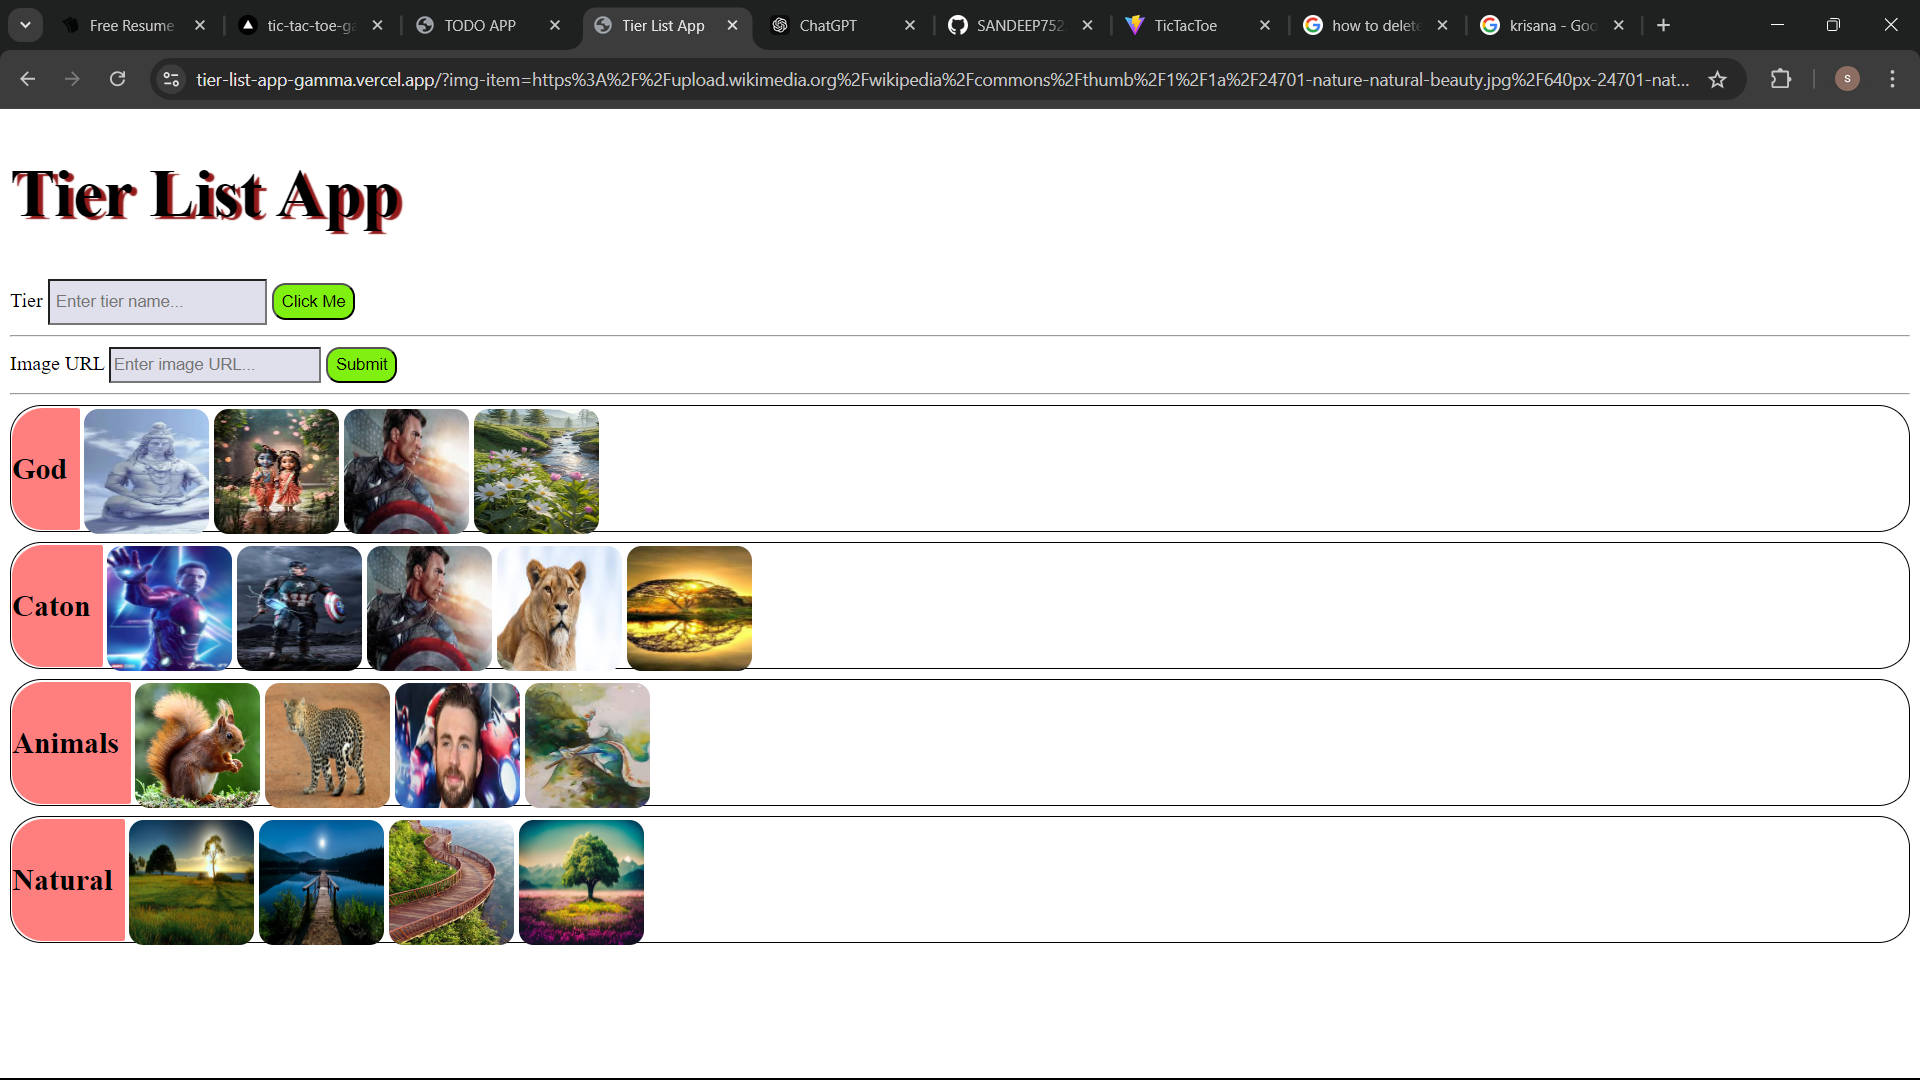 Free Resume
tic-tac-toe-ga
TODO APP
Tier List App
ChatGPT
SANDEEP752
TicTacToe
how to delete
krisana - Goo
tier-list-app-gamma.vercel.app/?img-item=https%3A%2F%2Fupload.wikimedia.org%2Fwikipedia%2Fcommons%2Fthumb%2F1%2F1a%2F24701-nature-natural-beauty.jpg%2F640px-24701-nat...
S
Tier List App
Tier Enter tier name... Click Me
Image URL Enter image URL... Submit
God
Caton
Animals
Natural